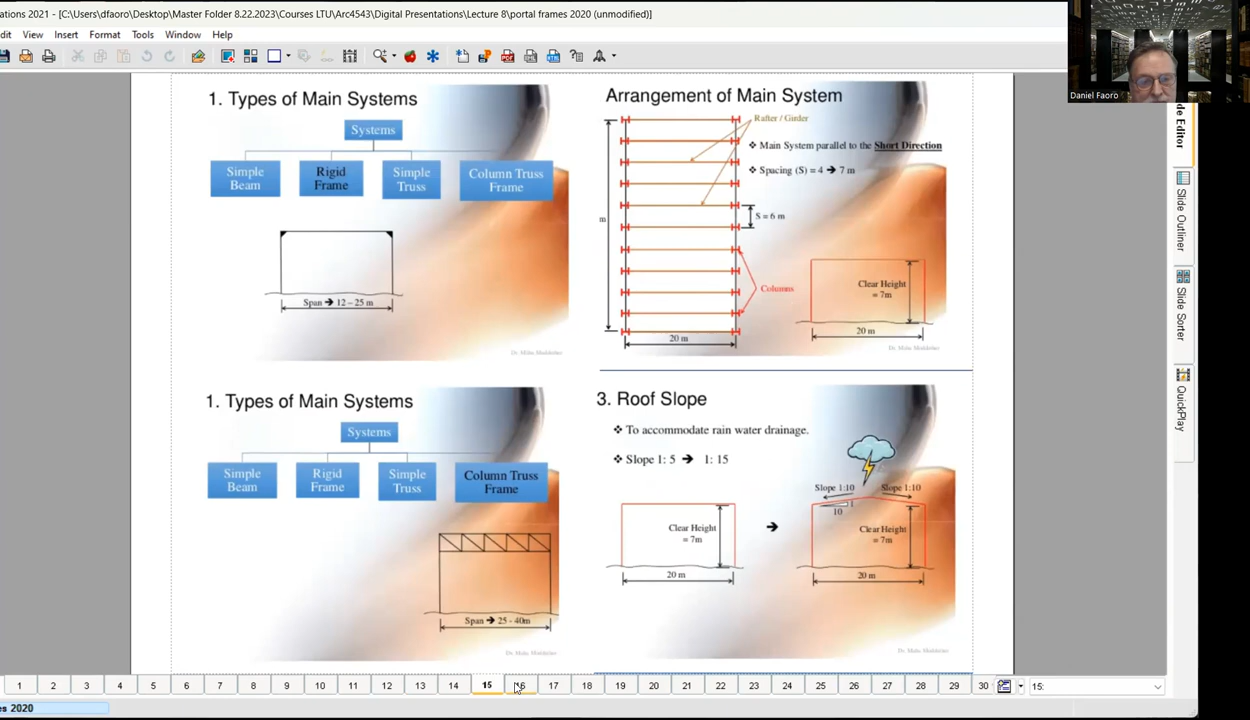 ations 2021 - [C:\Users\dfaoro\Desktop\Master Folder 8.22.2023\Courses LTU\Arc4543\Digital Presentations\Lecture 8\portal frames 2020 (unmodified)]
dit View Insert Format Tools Window Help
Daniel Faoro
1. Types of Main Systems
Systems
Simple Beam
Rigid Frame
Simple Truss
Column Truss Frame
Span ➔ 12 – 25 m
Arrangement of Main System
Rafter / Girder
❖ Main System parallel to the Short Direction
❖ Spacing (S) = 4 ➔ 7 m
m
S = 6 m
Columns
20 m
Clear Height = 7m
20 m
1. Types of Main Systems
Systems
Simple Beam
Rigid Frame
Simple Truss
Column Truss Frame
Span ➔ 25 - 40m
3. Roof Slope
❖ To accommodate rain water drainage.
❖ Slope 1: 5 ➔ 1: 15
Clear Height = 7m
20 m
➔
Slope 1:10
Slope 1:10
1
10
Clear Height = 7m
20 m
Slide Editor
Slide Outliner
Slide Sorter
QuickPlay
1 2 3 4 5 6 7 8 9 10 11 12 13 14 15 16 17 18 19 20 21 22 23 24 25 26 27 28 29 30 15:
es 2020